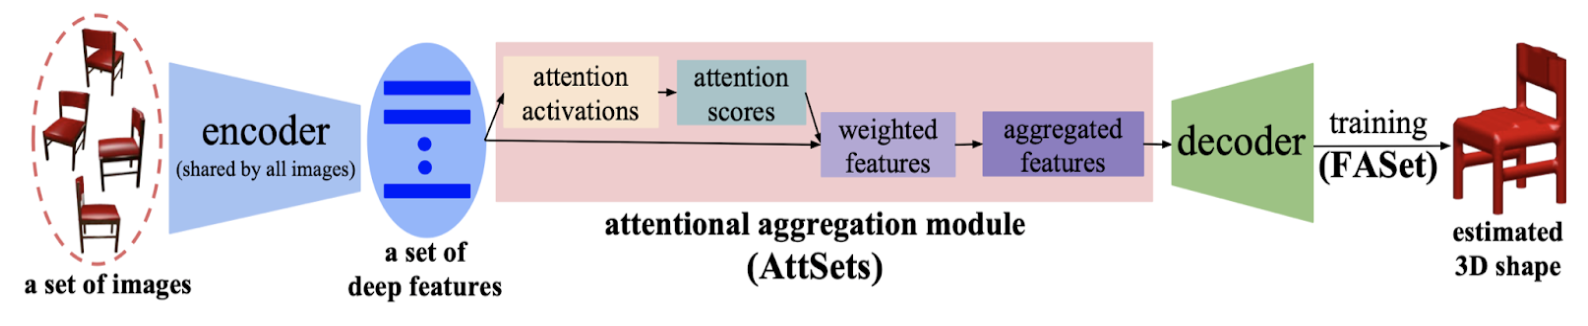 a set of images
encoder
(shared by all images)
a set of
deep features
attention
activations
attention
scores
weighted
features
aggregated
features
attentional aggregation module
(AttSets)
decoder
training
(FASet)
estimated
3D shape